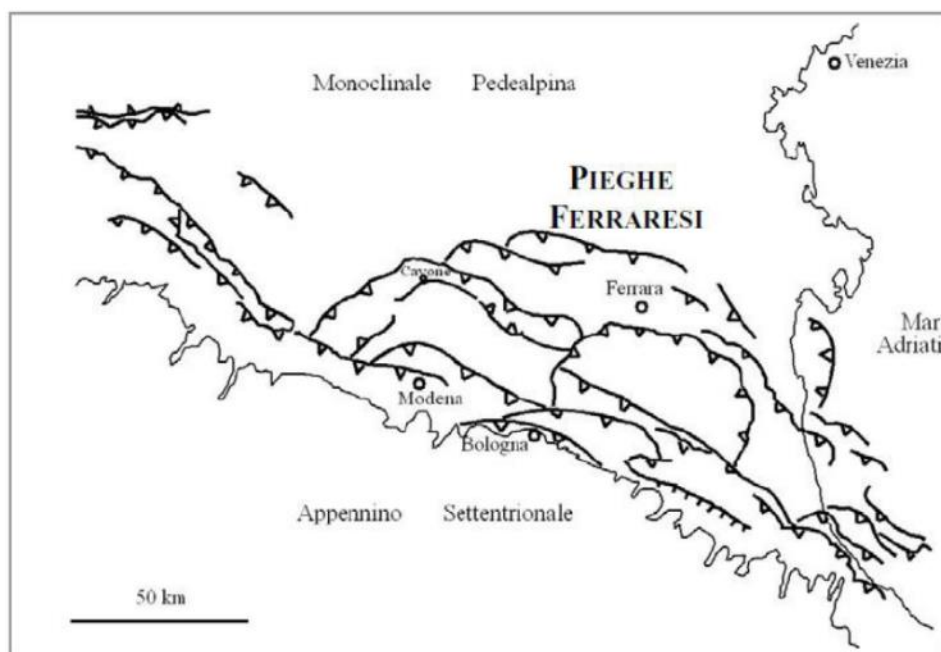 Venezia
Monoclinale Pedealpina
PIEGHE
FERRARESI
Cavone
Ferrara
Mar
Adriati
Modena
Bologna
Appennino Settentrionale
50 km